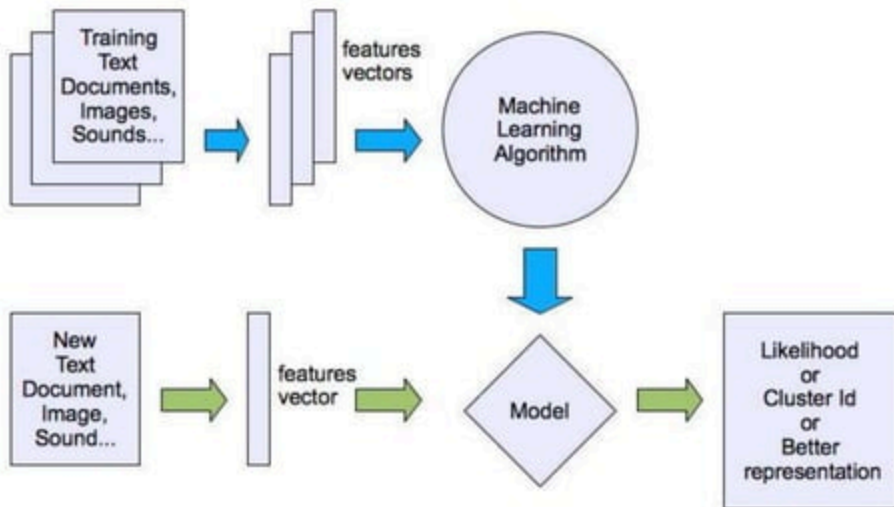 Training
Text
Documents,
Images,
Sounds...
features
vectors
Machine
Learning
Algorithm
New
Text
Document,
Image,
Sound...
features
vector
Model
Likelihood
or
Cluster Id
or
Better
representation